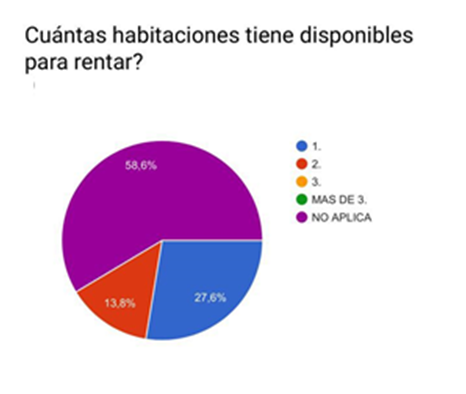 Cuántas habitaciones tiene disponibles
para rentar?
58,6%
13,8%
27,6%
1.
2.
3.
MAS DE 3.
NO APLICA